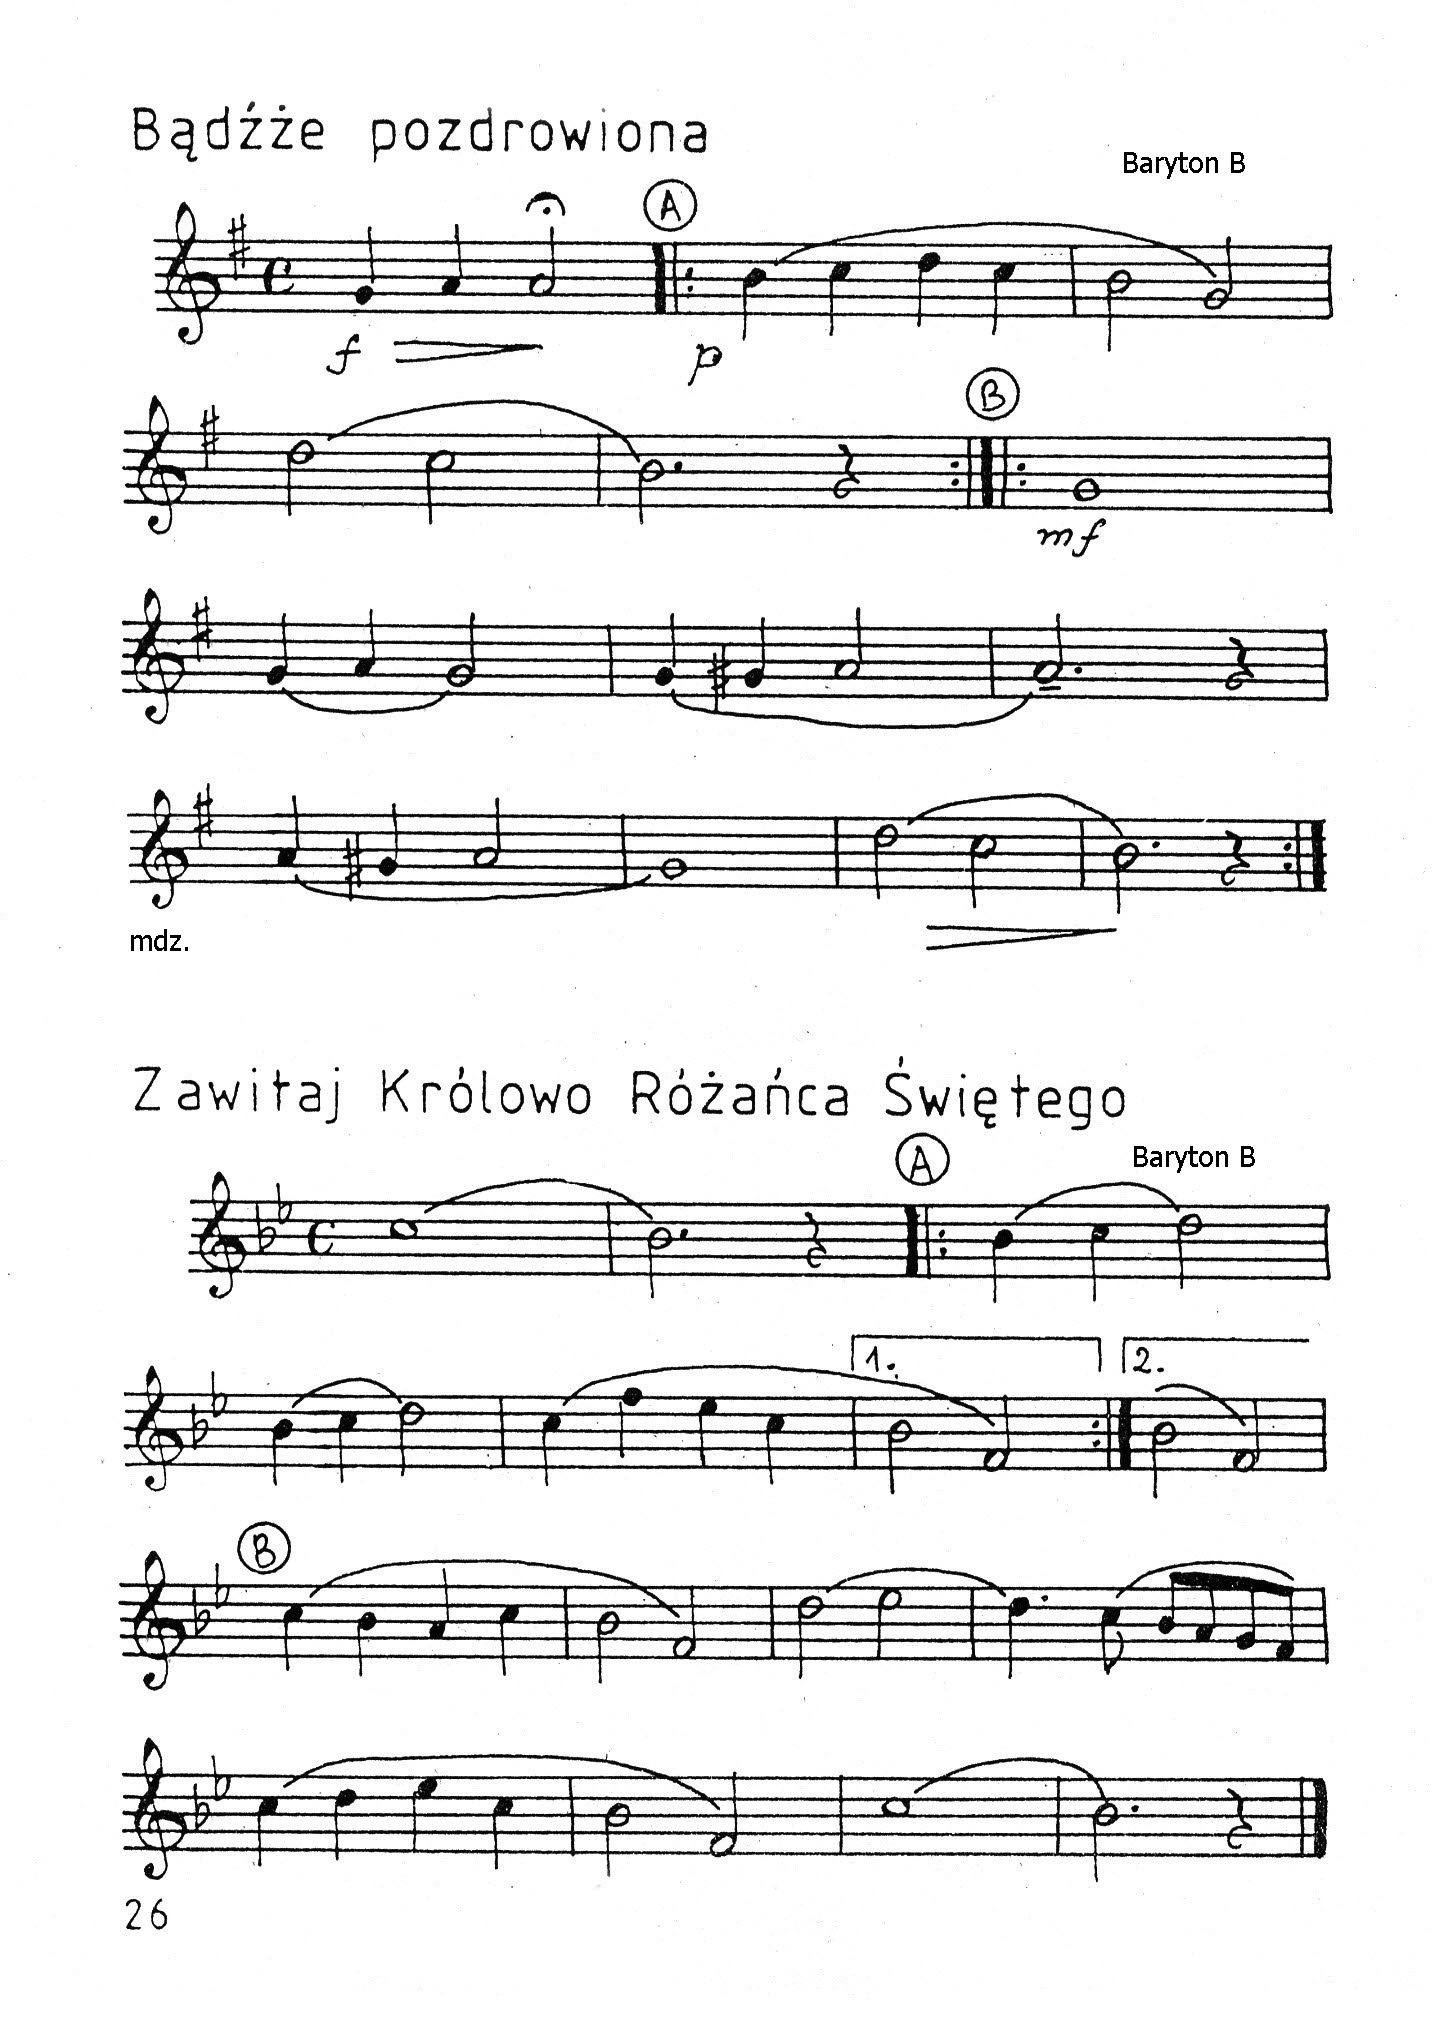 Bądźże pozdrowiona
Baryton B
A
f
p
B
mf
mdz.
Zawitaj Królowo Różańca Świętego
Baryton B
A
1.
2.
B
26